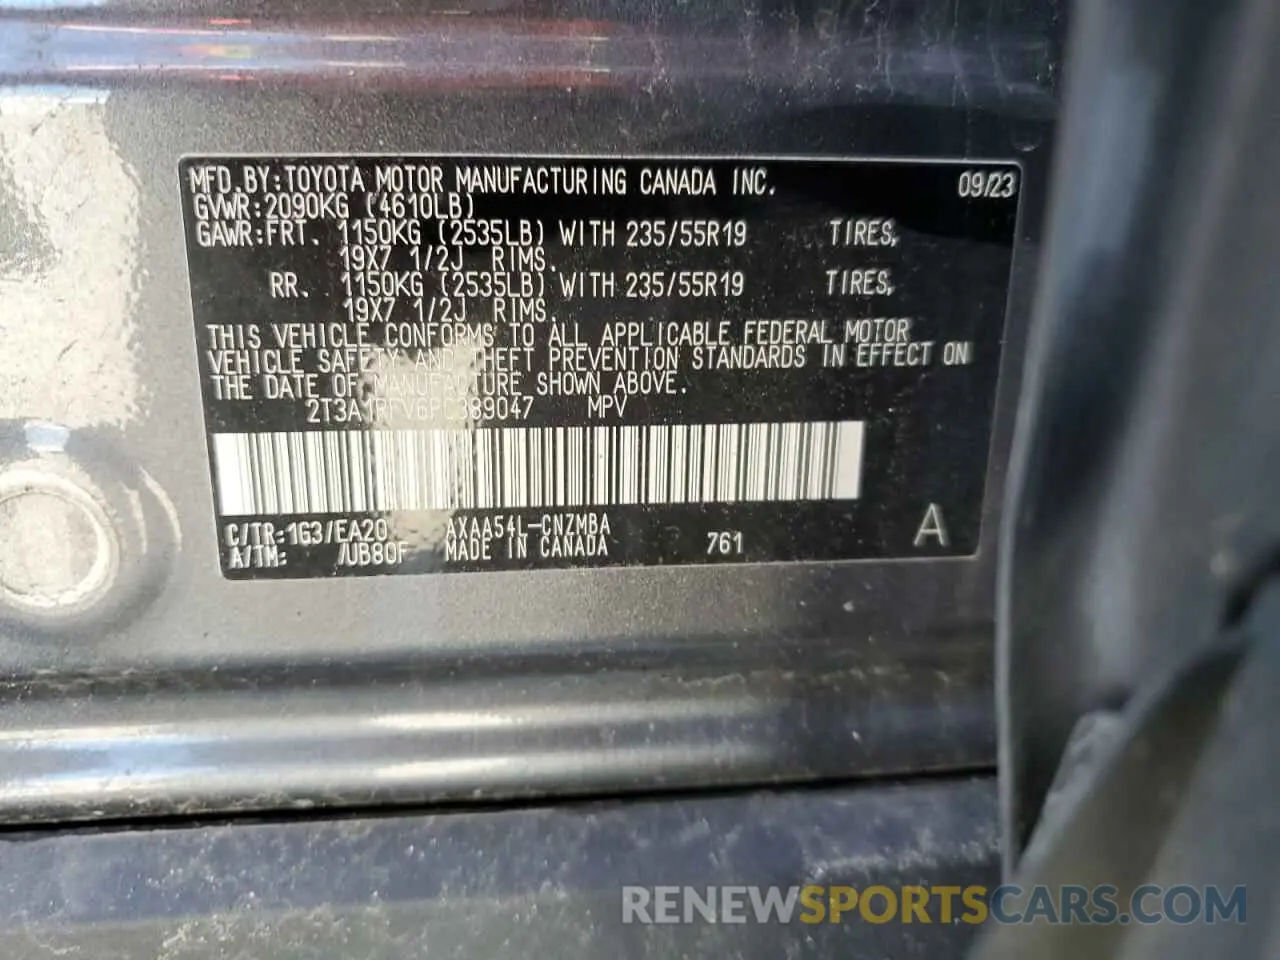 MFD.BY:TOYOTA MOTOR MANUFACTURING CANADA INC. 09/23
GVWR:2090KG (4610LB)
GAWR:FRT. 1150KG (2535LB) WITH 235/55R19 TIRES,
19X7 1/2J RIMS.
RR. 1150KG (2535LB) WITH 235/55R19 TIRES,
19X7 1/2J RIMS.
THIS VEHICLE CONFORMS TO ALL APPLICABLE FEDERAL MOTOR
VEHICLE SAFETY AND THEFT PREVENTION STANDARDS IN EFFECT ON
THE DATE OF MANUFACTURE SHOWN ABOVE.
2T3A1RFV6PC389047 MPV
C/TR:1G3/EA20 AXAA54L-CNZMBA
A/TM: /UB80F MADE IN CANADA 761 A
RENEWSPORTSCARS.COM